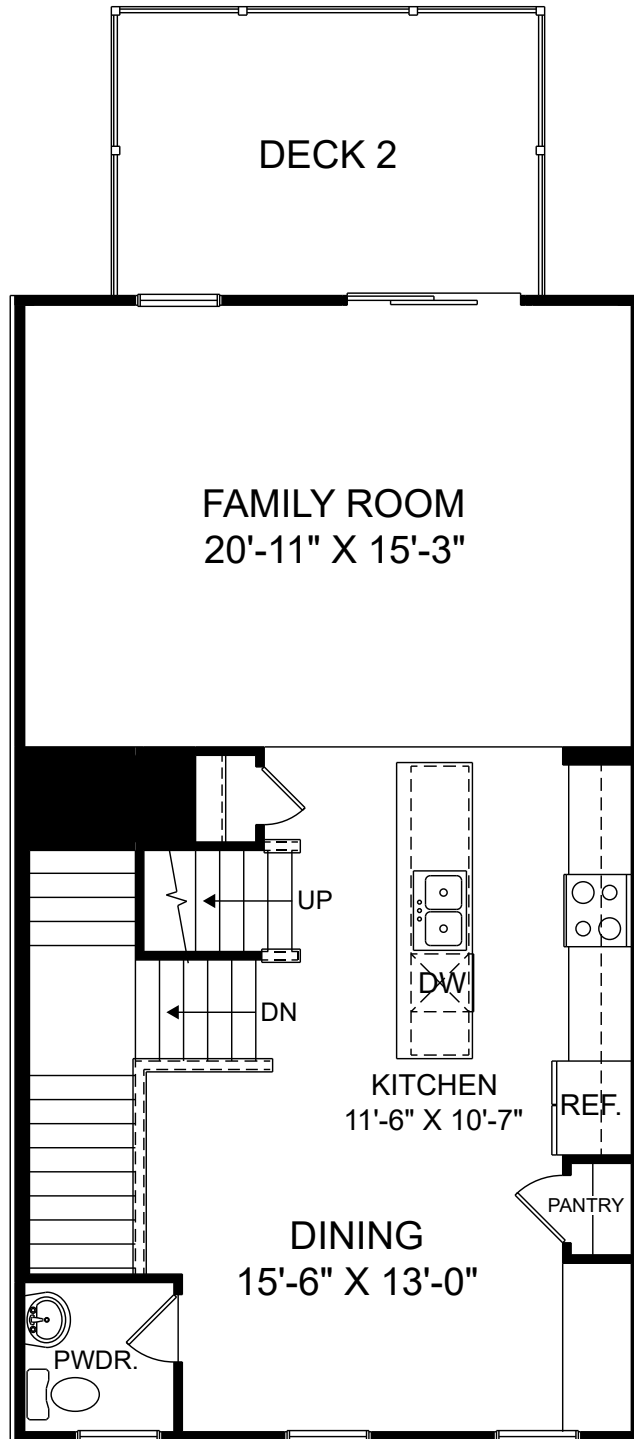 DECK 2
FAMILY ROOM
20'-11" X 15'-3"
UP
DW
DN
KITCHEN
11'-6" X 10'-7"
REF.
PANTRY
DINING
15'-6" X 13'-0"
PWDR.